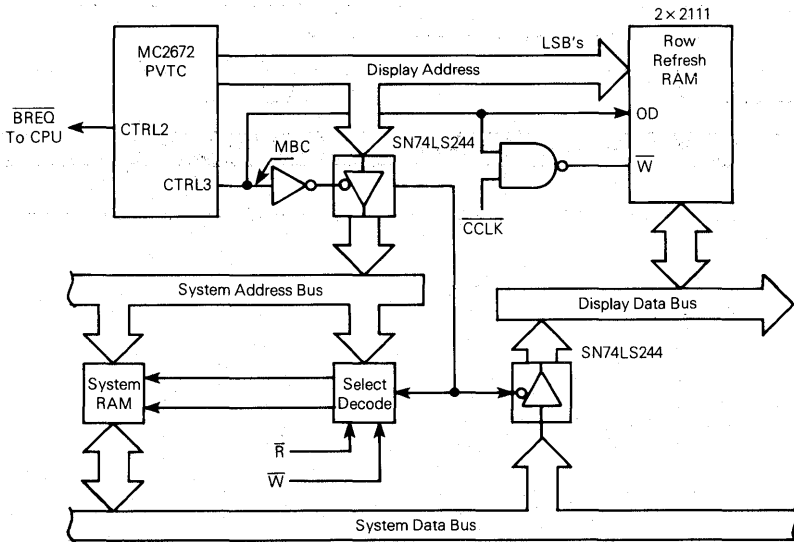 2 × 2111
MC2672
PVTC
LSB's
Row
Refresh
RAM
Display Address
BREQ
To CPU
CTRL2
OD
SN74LS244
MBC
CTRL3
W
CCLK
System Address Bus
Display Data Bus
SN74LS244
System
RAM
Select
Decode
R
W
System Data Bus